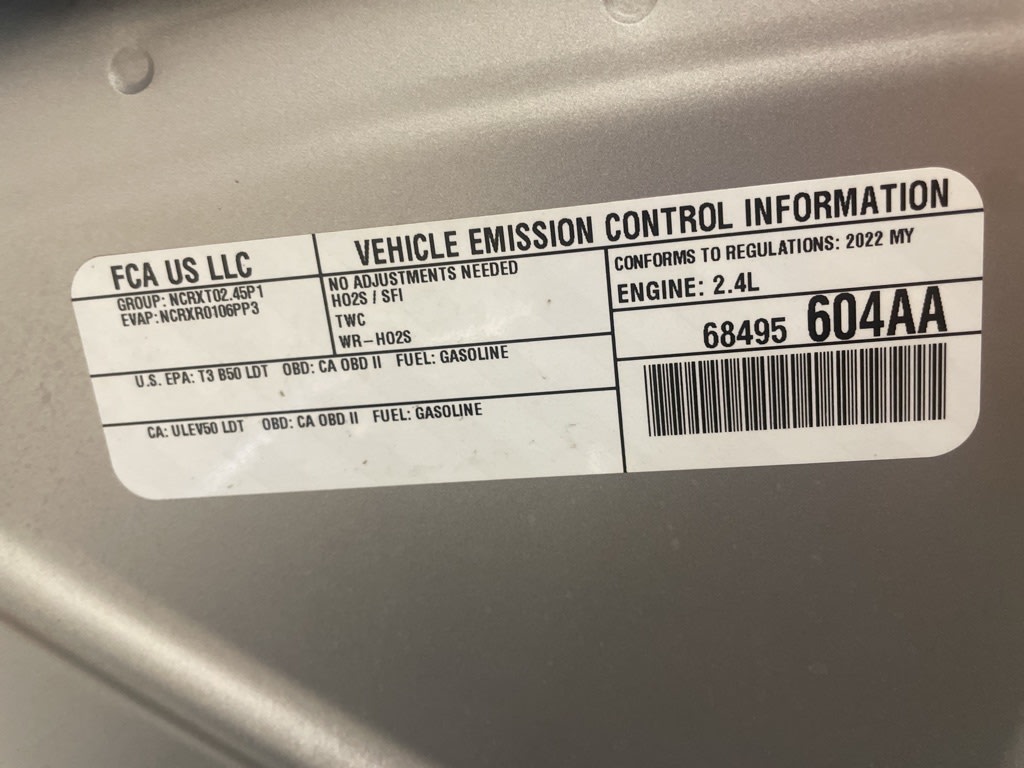 FCA US LLC
VEHICLE EMISSION CONTROL INFORMATION
GROUP: NCRXT02.45P1
EVAP:NCRXR0106PP3
NO ADJUSTMENTS NEEDED
HO2S / SFI
TWC
WR-HO2S
CONFORMS TO REGULATIONS: 2022 MY
ENGINE: 2.4L
68495 604AA
U.S. EPA: T3 B50 LDT OBD: CA OBD II FUEL: GASOLINE
CA: ULEV50 LDT OBD: CA OBD II FUEL: GASOLINE